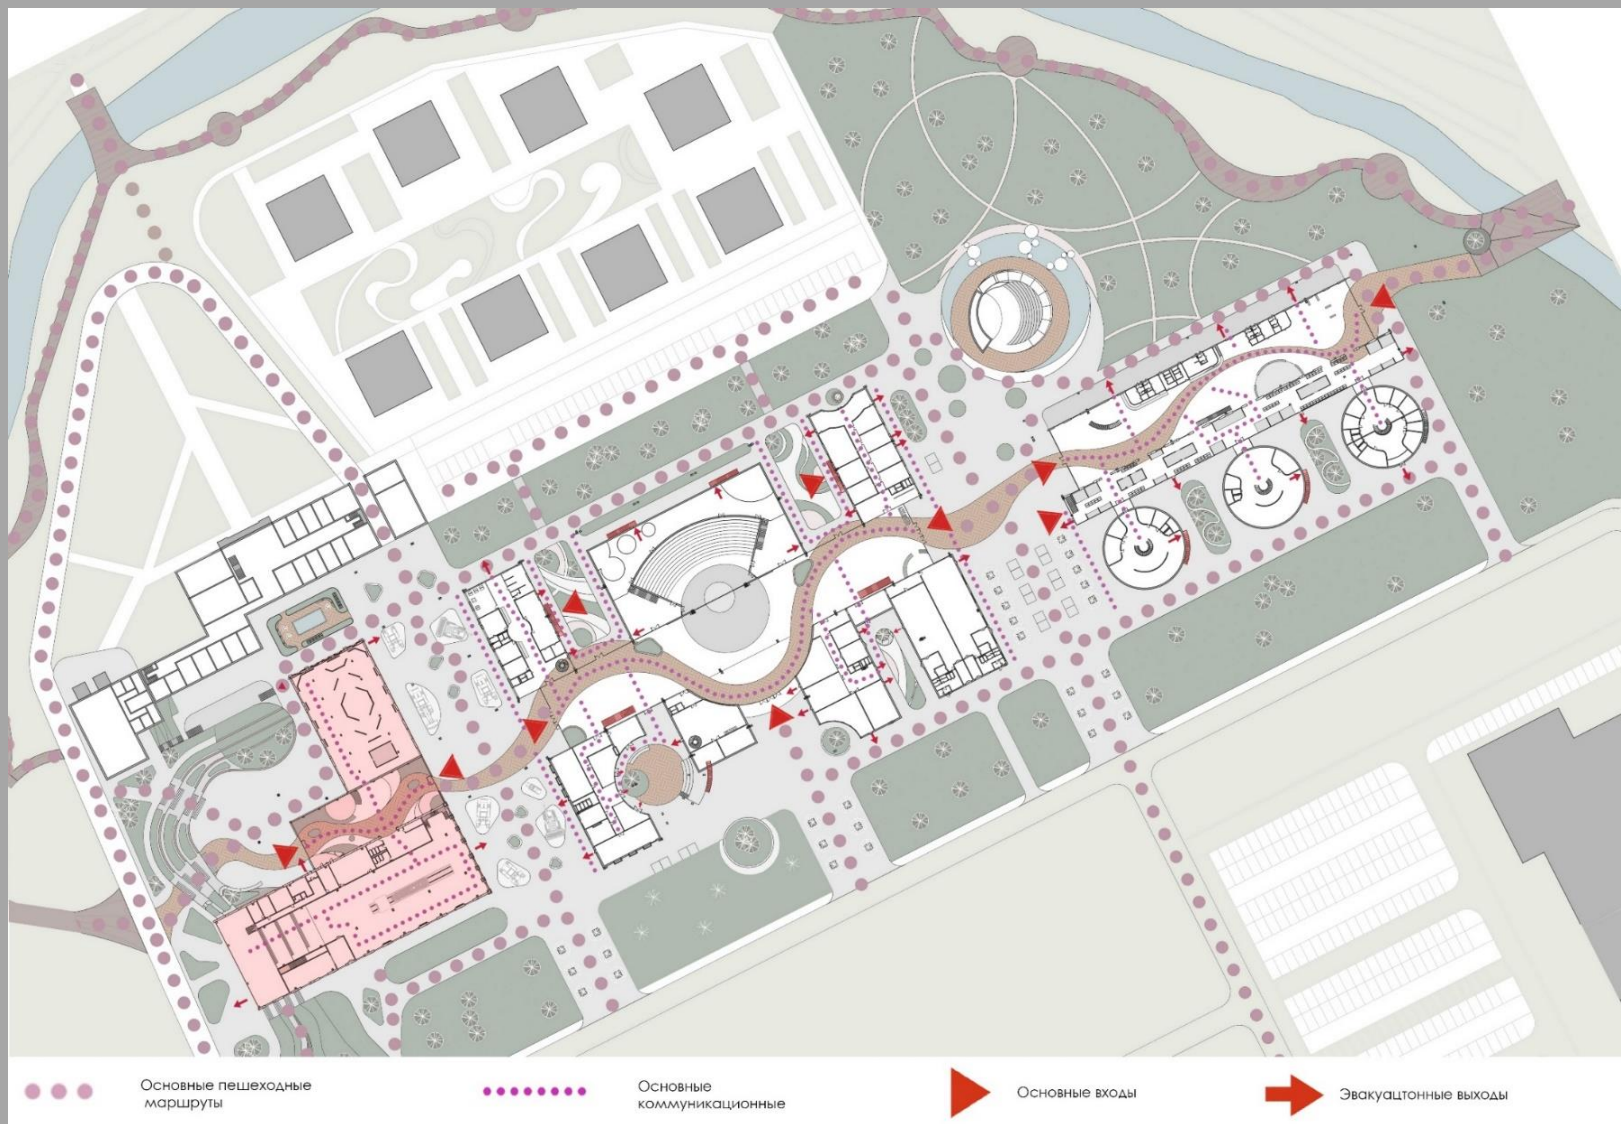 Основные пешеходные
маршруты
Основные
коммуникационные
Основные входы
Эвакуацтонные выходы